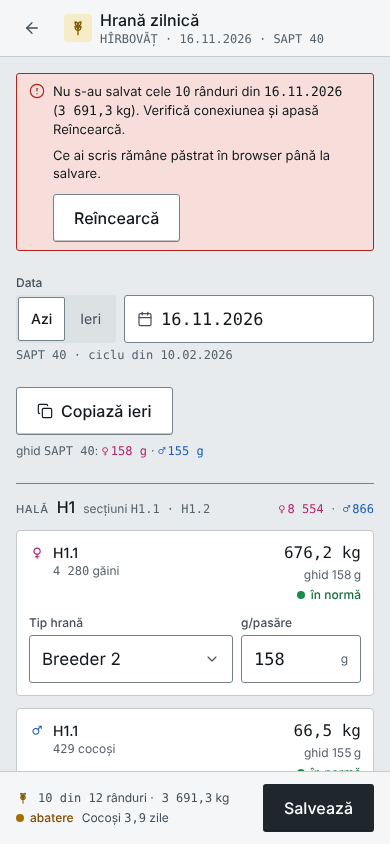 Hrană zilnică
HÎRBOVĂȚ · 16.11.2026 · SAPT 40
Nu s-au salvat cele 10 rânduri din 16.11.2026
(3 691,3 kg). Verifică conexiunea și apasă
Reîncearcă.
Ce ai scris rămâne păstrat în browser până la
salvare.
Reîncearcă
Data
Azi Ieri 16.11.2026
SAPT 40 · ciclu din 10.02.2026
Copiază ieri
ghid SAPT 40: ♀158 g · ♂155 g
HALĂ H1 secțiuni H1.1 · H1.2 ♀8 554 · ♂866
♀ H1.1 676,2 kg
4 280 găini ghid 158 g
în normă
Tip hrană g/pasăre
Breeder 2 158 g
♂ H1.1 66,5 kg
429 cocoși ghid 155 g
10 din 12 rânduri · 3 691,3 kg
abatere Cocoși 3,9 zile
Salvează